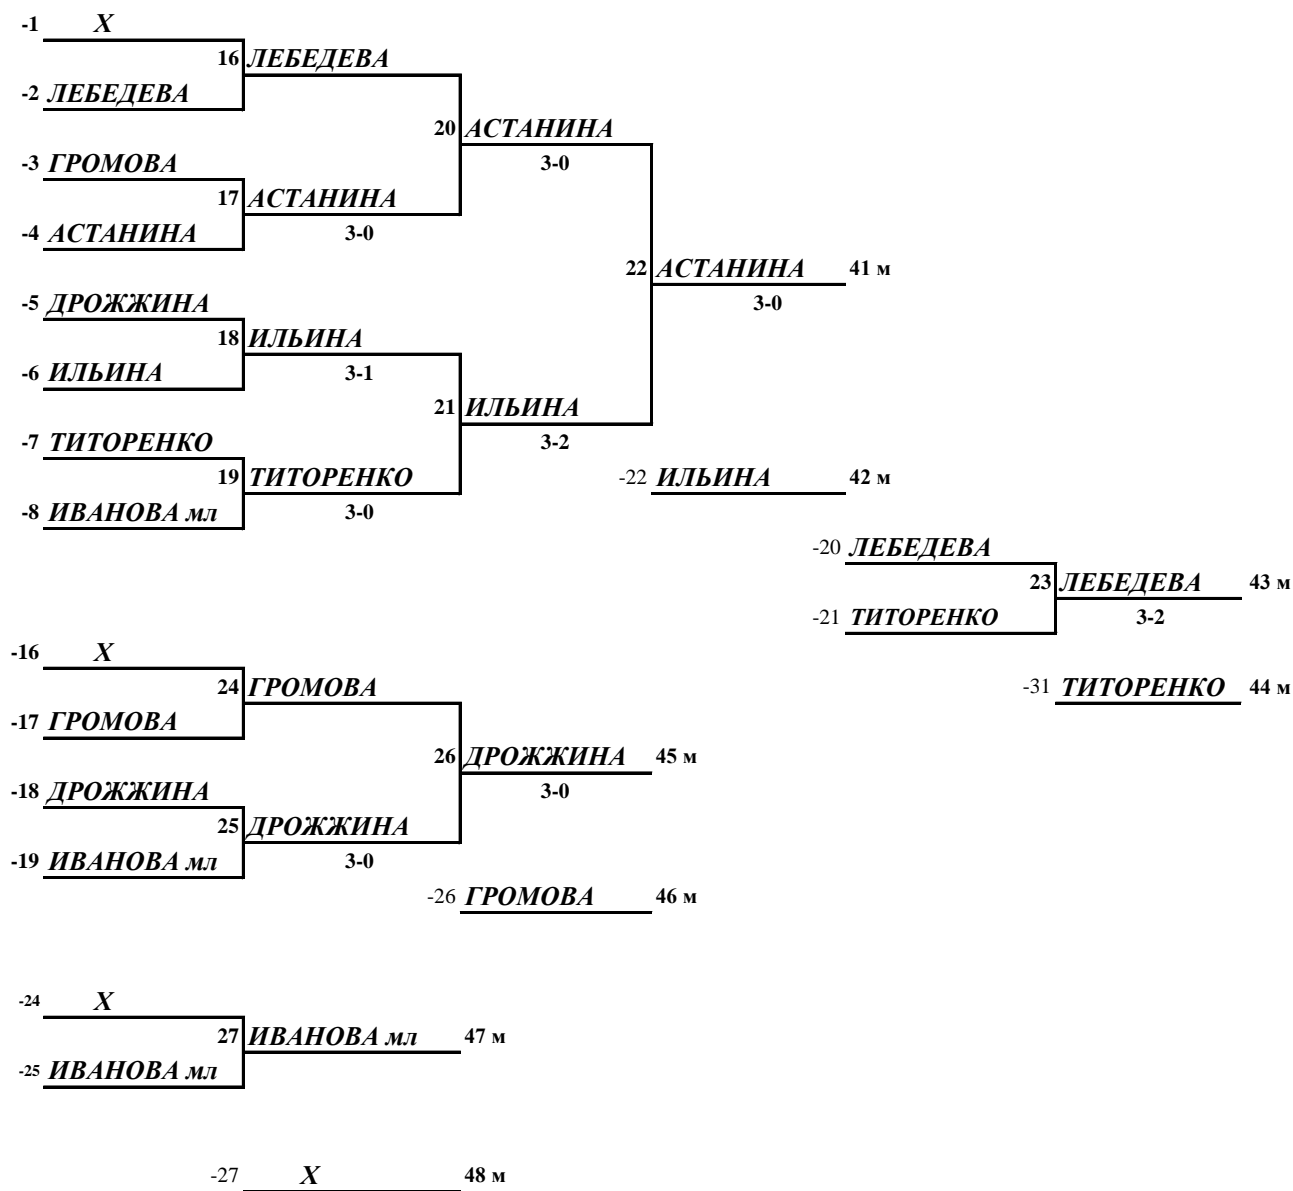 -1 X
16 ЛЕБЕДЕВА
-2 ЛЕБЕДЕВА
20 АСТАНИНА
3-0
-3 ГРОМОВА
17 АСТАНИНА
3-0
-4 АСТАНИНА
22 АСТАНИНА 41 м
3-0
-5 ДРОЖЖИНА
18 ИЛЬИНА
3-1
-6 ИЛЬИНА
21 ИЛЬИНА
3-2
-7 ТИТОРЕНКО
19 ТИТОРЕНКО
3-0
-22 ИЛЬИНА 42 м
-8 ИВАНОВА мл
-20 ЛЕБЕДЕВА
23 ЛЕБЕДЕВА 43 м
3-2
-21 ТИТОРЕНКО
-16 X
24 ГРОМОВА
-31 ТИТОРЕНКО 44 м
-17 ГРОМОВА
26 ДРОЖЖИНА 45 м
3-0
-18 ДРОЖЖИНА
25 ДРОЖЖИНА
3-0
-19 ИВАНОВА мл
-26 ГРОМОВА 46 м
-24 X
27 ИВАНОВА мл 47 м
-25 ИВАНОВА мл
-27 X 48 м